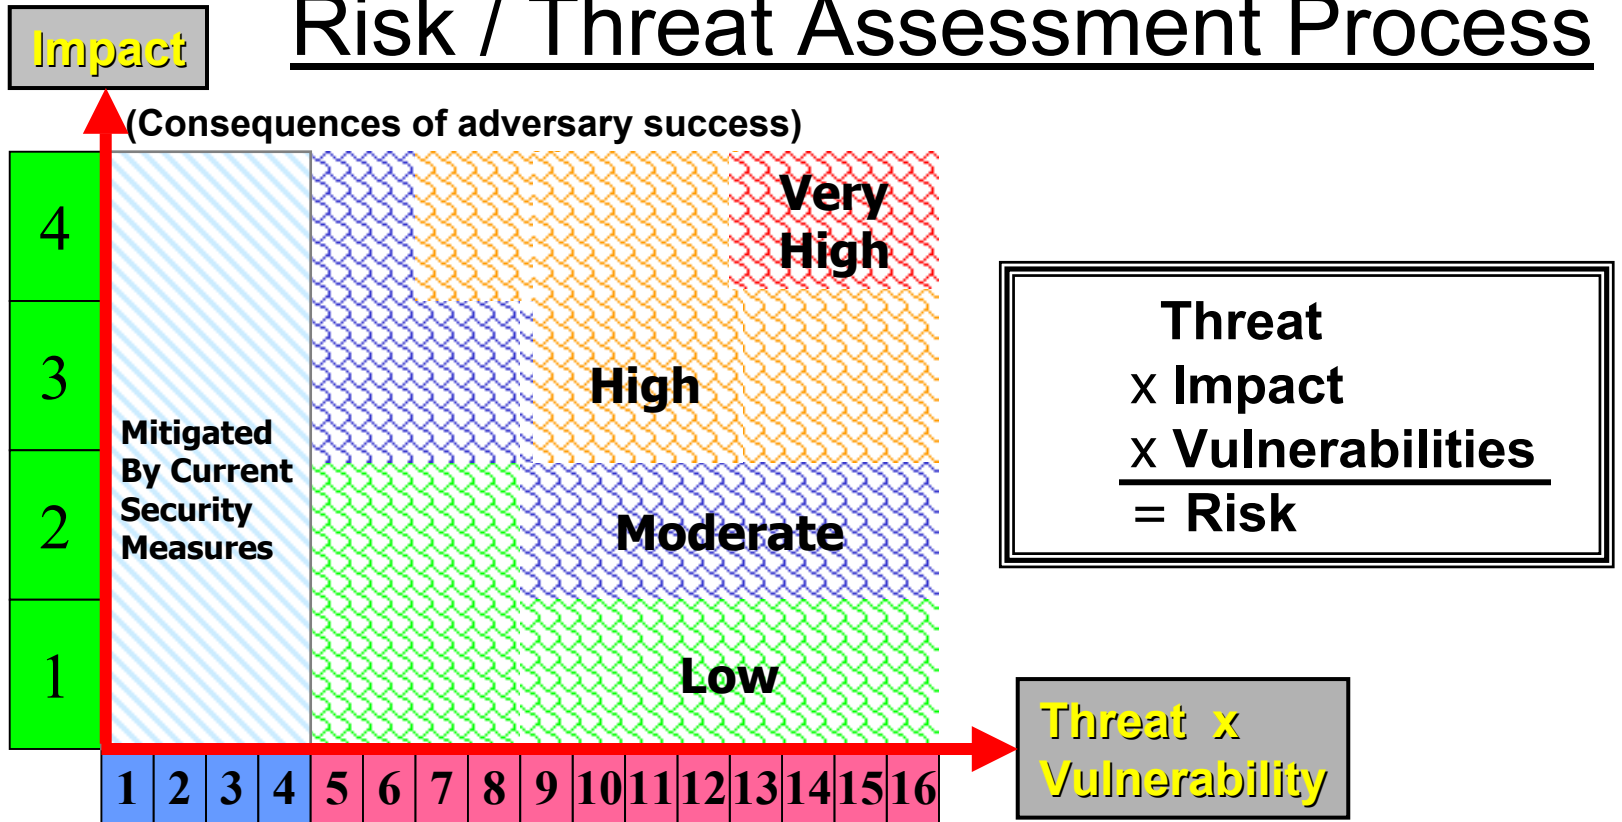 Risk / Threat Assessment Process
Impact
(Consequences of adversary success)
4
3
2
1
Very
High
High
Moderate
Low
Mitigated
By Current
Security
Measures
Threat
x Impact
x Vulnerabilities
= Risk
Threat x
Vulnerability
1 2 3 4 5 6 7 8 9 10 11 12 13 14 15 16